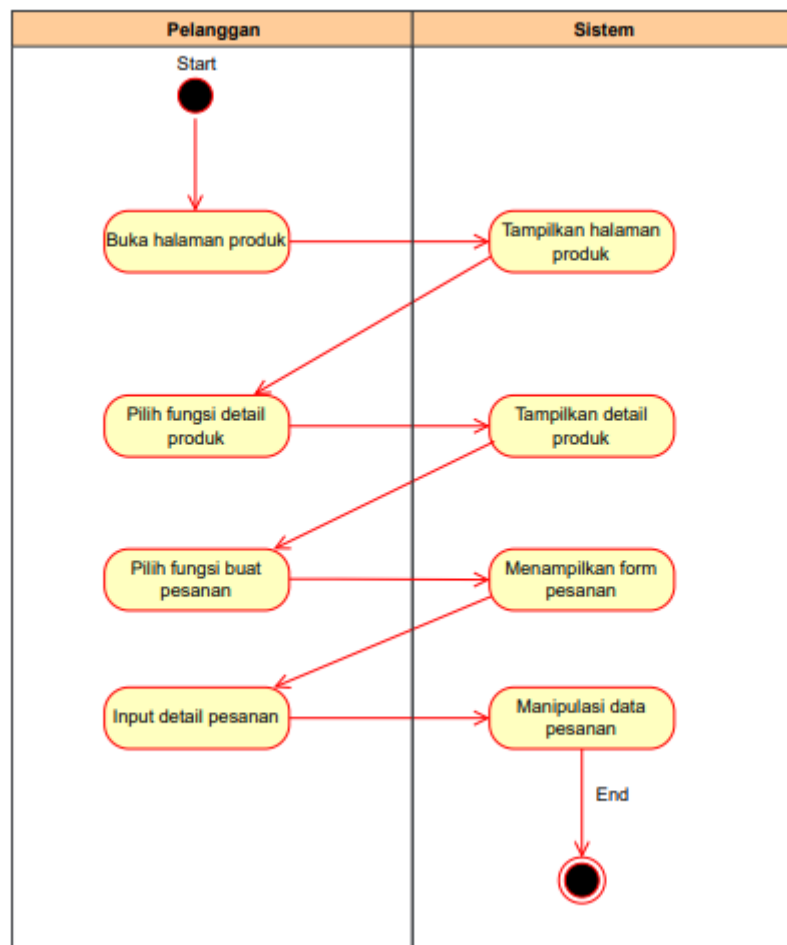 Pelanggan
Sistem
Start
Buka halaman produk
Tampilkan halaman
produk
Pilih fungsi detail
produk
Tampilkan detail
produk
Pilih fungsi buat
pesanan
Menampilkan form
pesanan
Input detail pesanan
Manipulasi data
pesanan
End